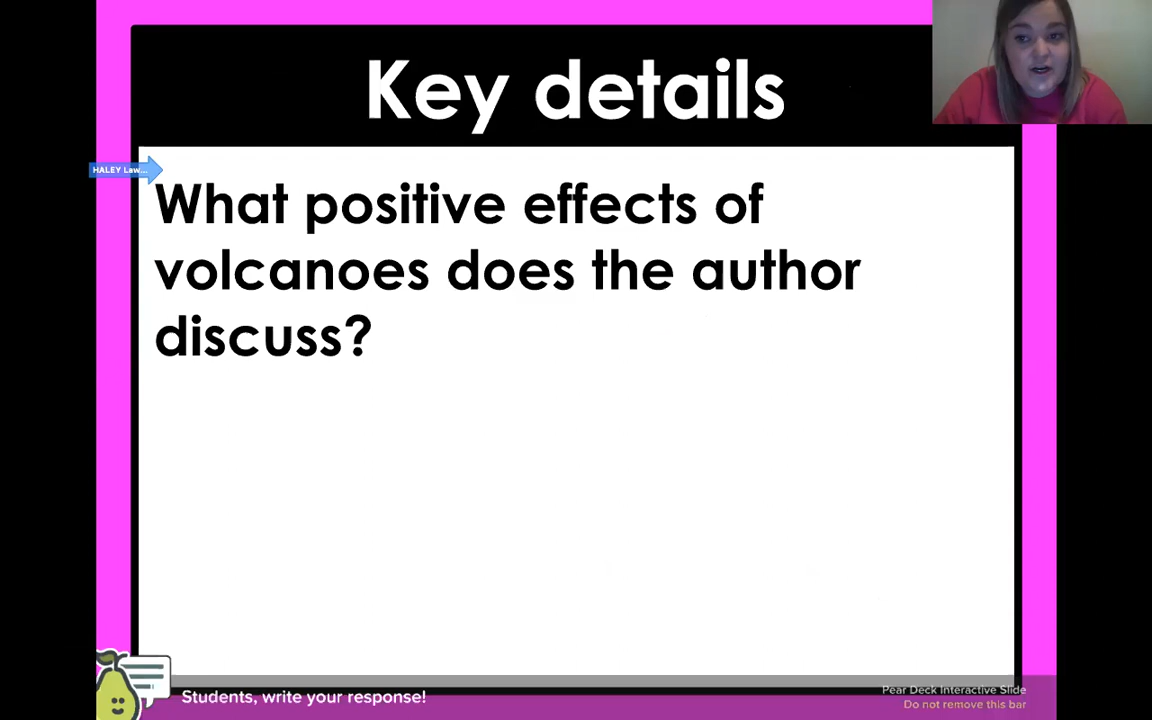 Key details
HALEY Law...
What positive effects of
volcanoes does the author
discuss?
Students, write your response!
Pear Deck Interactive Slide
Do not remove this bar